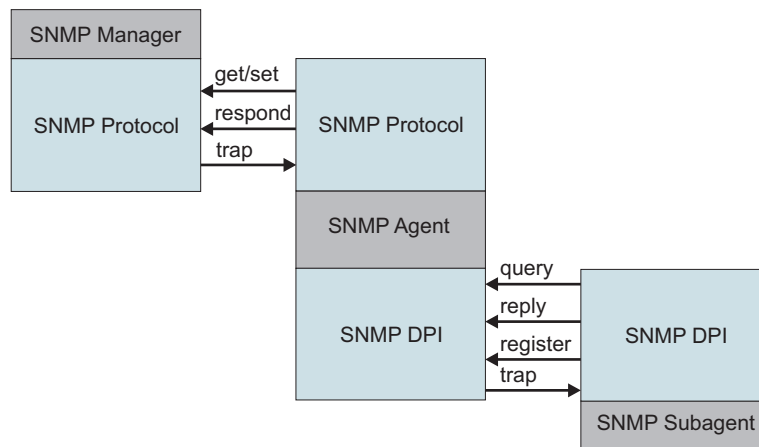 SNMP Manager
SNMP Protocol
get/set
respond
trap
SNMP Protocol
SNMP Agent
SNMP DPI
query
reply
register
trap
SNMP DPI
SNMP Subagent